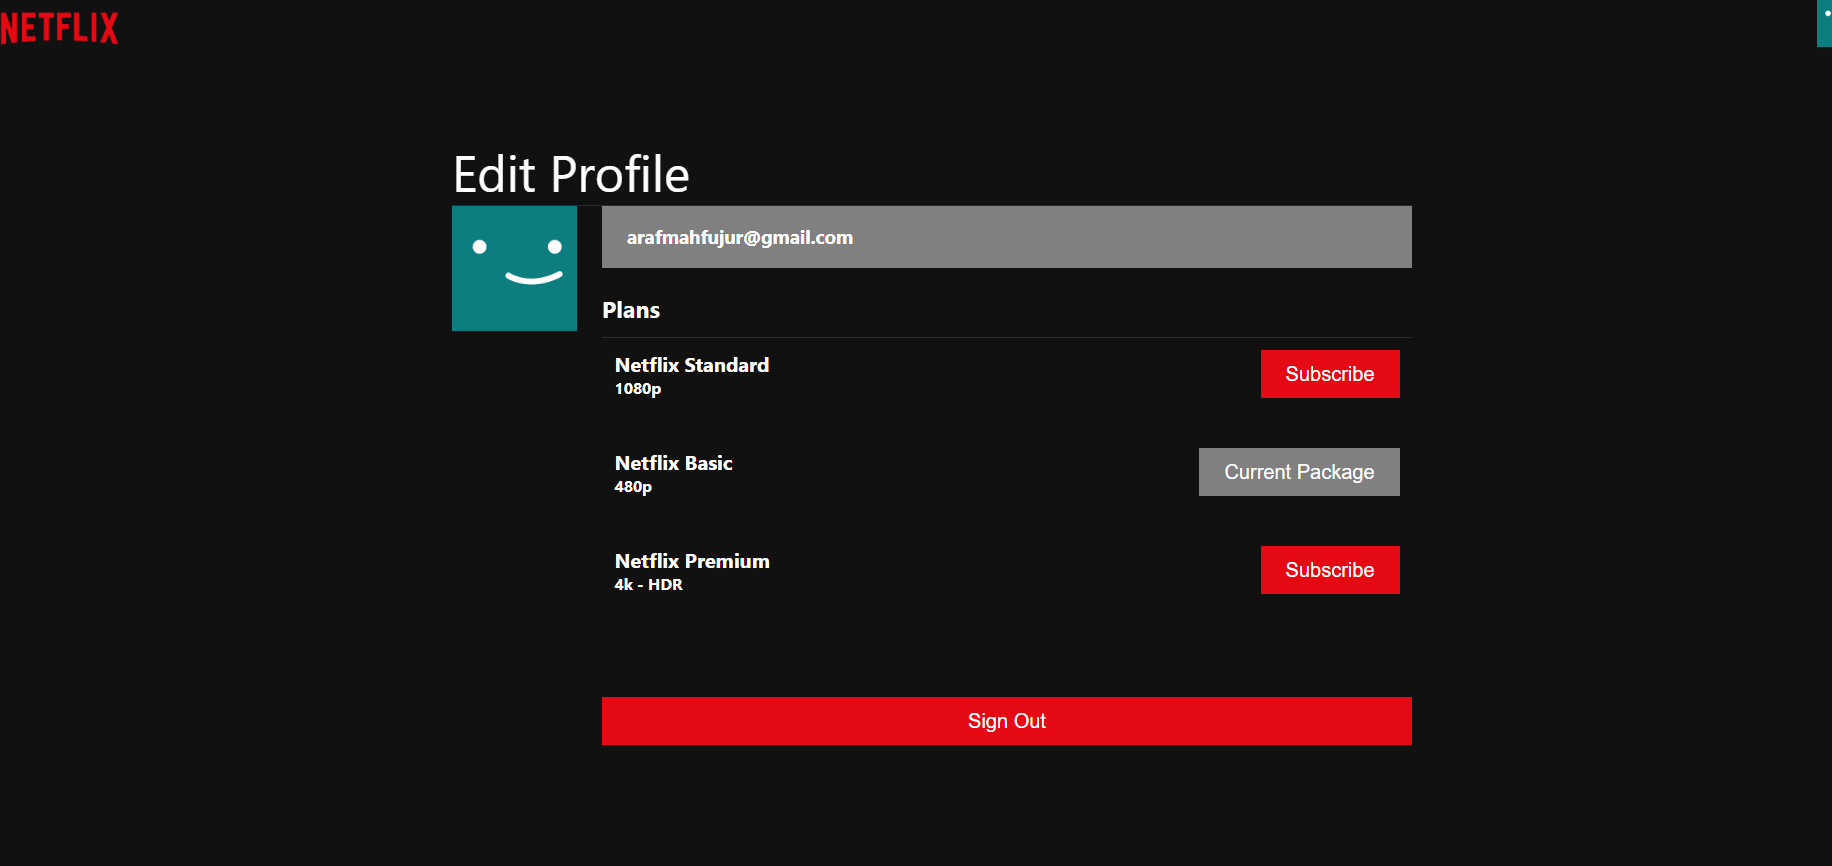 NETFLIX
Edit Profile
arafmahfujur@gmail.com
Plans
Netflix Standard
1080p
Subscribe
Netflix Basic
480p
Current Package
Netflix Premium
4k - HDR
Subscribe
Sign Out